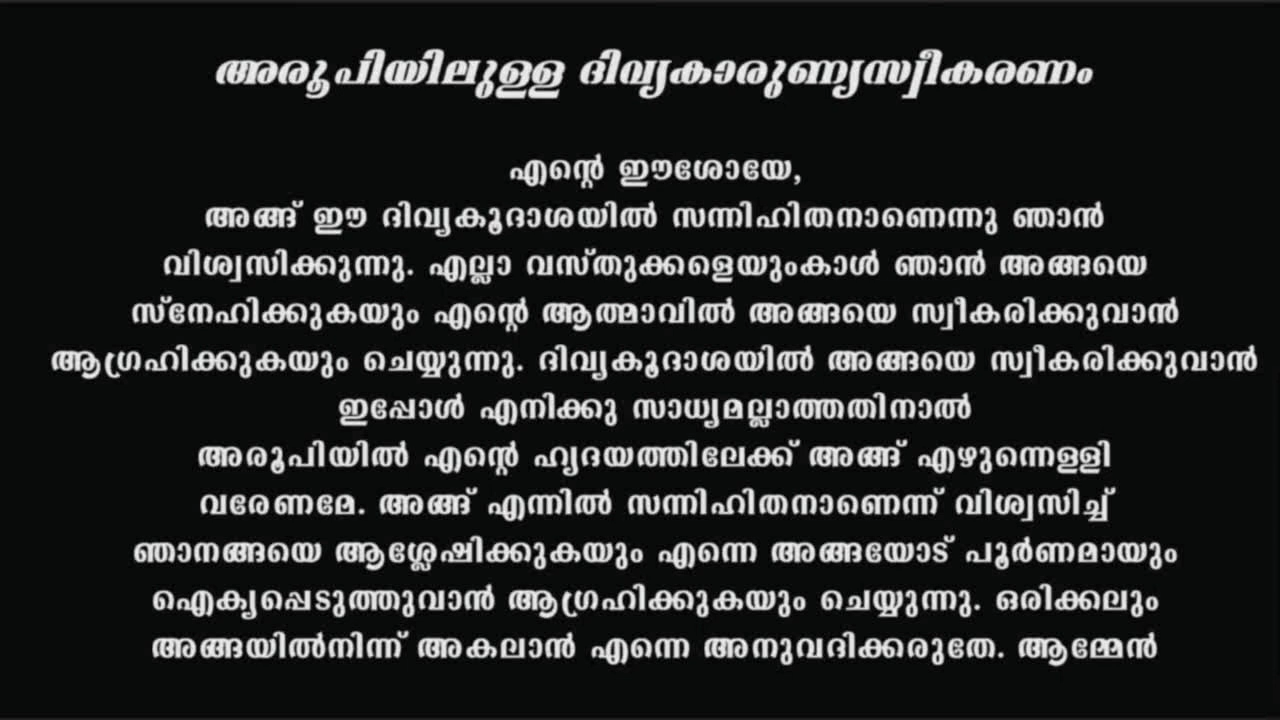 അരൂപിയിലുള്ള ദിവ്യകാരുണ്യസ്വീകരണം
എന്റെ ഈശോയേ,
അങ്ങ് ഈ ദിവ്യകൂദാശയിൽ സന്നിഹിതനാണെന്നു ഞാൻ
വിശ്വസിക്കുന്നു. എല്ലാ വസ്തുക്കളെയുംകാൾ ഞാൻ അങ്ങയെ
സ്നേഹിക്കുകയും എന്റെ ആത്മാവിൽ അങ്ങയെ സ്വീകരിക്കുവാൻ
ആഗ്രഹിക്കുകയും ചെയ്യുന്നു. ദിവ്യകൂദാശയിൽ അങ്ങയെ സ്വീകരിക്കുവാൻ
ഇപ്പോൾ എനിക്കു സാധ്യമല്ലാത്തതിനാൽ
അരൂപിയിൽ എന്റെ ഹൃദയത്തിലേക്ക് അങ്ങ് എഴുന്നെള്ളി
വരേണമേ. അങ്ങ് എന്നിൽ സന്നിഹിതനാണെന്ന് വിശ്വസിച്ച്
ഞാനങ്ങയെ ആശ്ലേഷിക്കുകയും എന്നെ അങ്ങയോട് പൂർണമായും
ഐക്യപ്പെടുത്തുവാൻ ആഗ്രഹിക്കുകയും ചെയ്യുന്നു. ഒരിക്കലും
അങ്ങയിൽനിന്ന് അകലാൻ എന്നെ അനുവദിക്കരുതേ. ആമ്മേൻ